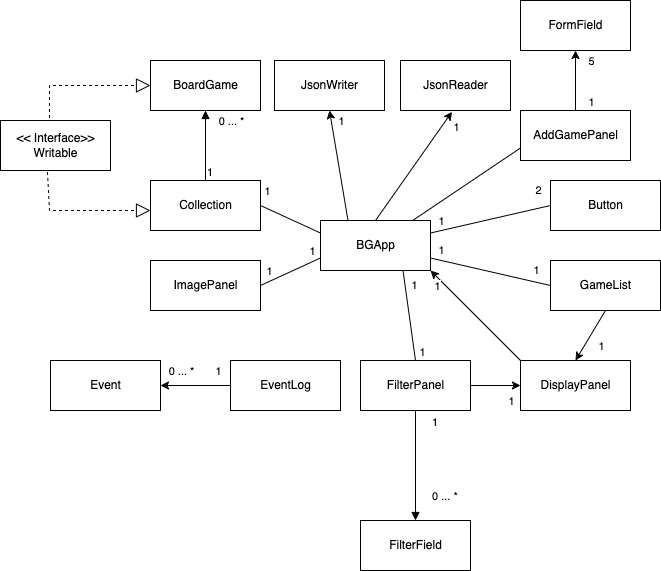 FormField
5
BoardGame
JsonWriter
JsonReader
0 ... *
1
1
1
<< Interface>>
Writable
AddGamePanel
1
Collection
1
2
Button
1
BGApp
1
1
ImagePanel
1
1
GameList
1
1
1
1
Event
0 ... *
1
EventLog
FilterPanel
1
DisplayPanel
1
0 ... *
FilterField